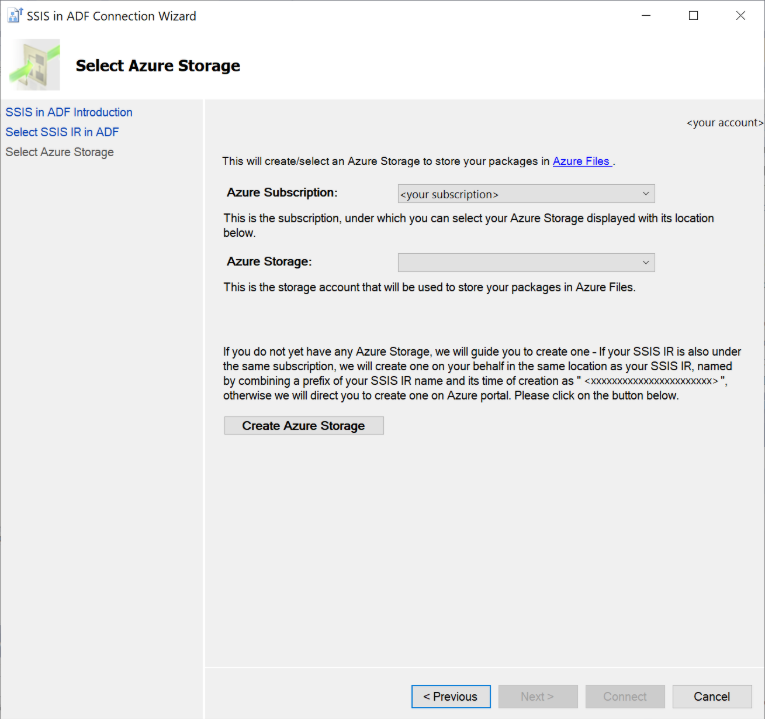 SSIS in ADF Connection Wizard
Select Azure Storage
SSIS in ADF Introduction
Select SSIS IR in ADF
Select Azure Storage
<your account>
This will create/select an Azure Storage to store your packages in Azure Files .
Azure Subscription:
<your subscription>
This is the subscription, under which you can select your Azure Storage displayed with its location
below.
Azure Storage:
This is the storage account that will be used to store your packages in Azure Files.
If you do not yet have any Azure Storage, we will guide you to create one - If your SSIS IR is also under
the same subscription, we will create one on your behalf in the same location as your SSIS IR, named
by combining a prefix of your SSIS IR name and its time of creation as " <xxxxxxxxxxxxxxxxxxxxxxxx> ",
otherwise we will direct you to create one on Azure portal. Please click on the button below.
Create Azure Storage
< Previous
Next >
Connect
Cancel